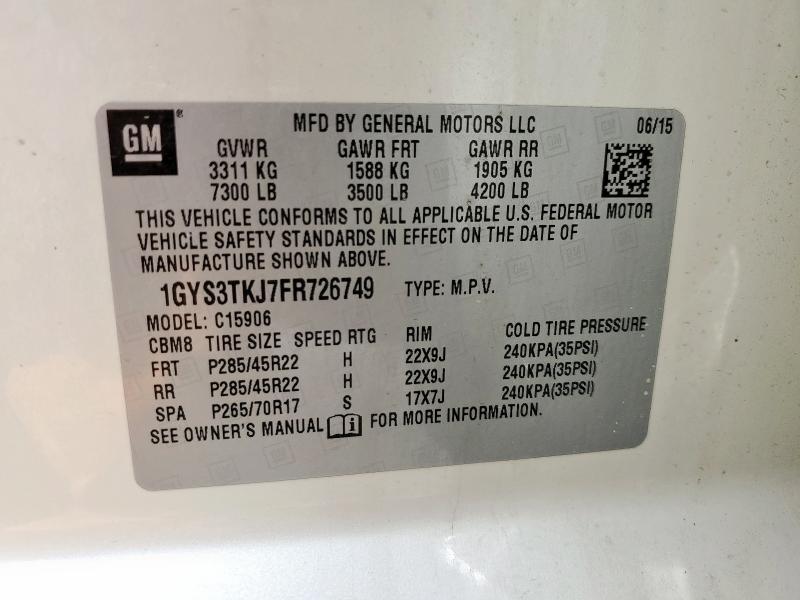 GM® MFD BY GENERAL MOTORS LLC 06/15
GVWR GAWR FRT GAWR RR
3311 KG 1588 KG 1905 KG
7300 LB 3500 LB 4200 LB
THIS VEHICLE CONFORMS TO ALL APPLICABLE U.S. FEDERAL MOTOR
VEHICLE SAFETY STANDARDS IN EFFECT ON THE DATE OF
MANUFACTURE SHOWN ABOVE.
1GYS3TKJ7FR726749 TYPE: M.P.V.
MODEL: C15906
CBM8 TIRE SIZE SPEED RTG RIM COLD TIRE PRESSURE
FRT P285/45R22 H 22X9J 240KPA(35PSI)
RR P285/45R22 H 22X9J 240KPA(35PSI)
SPA P265/70R17 S 17X7J 240KPA(35PSI)
SEE OWNER'S MANUAL i FOR MORE INFORMATION.